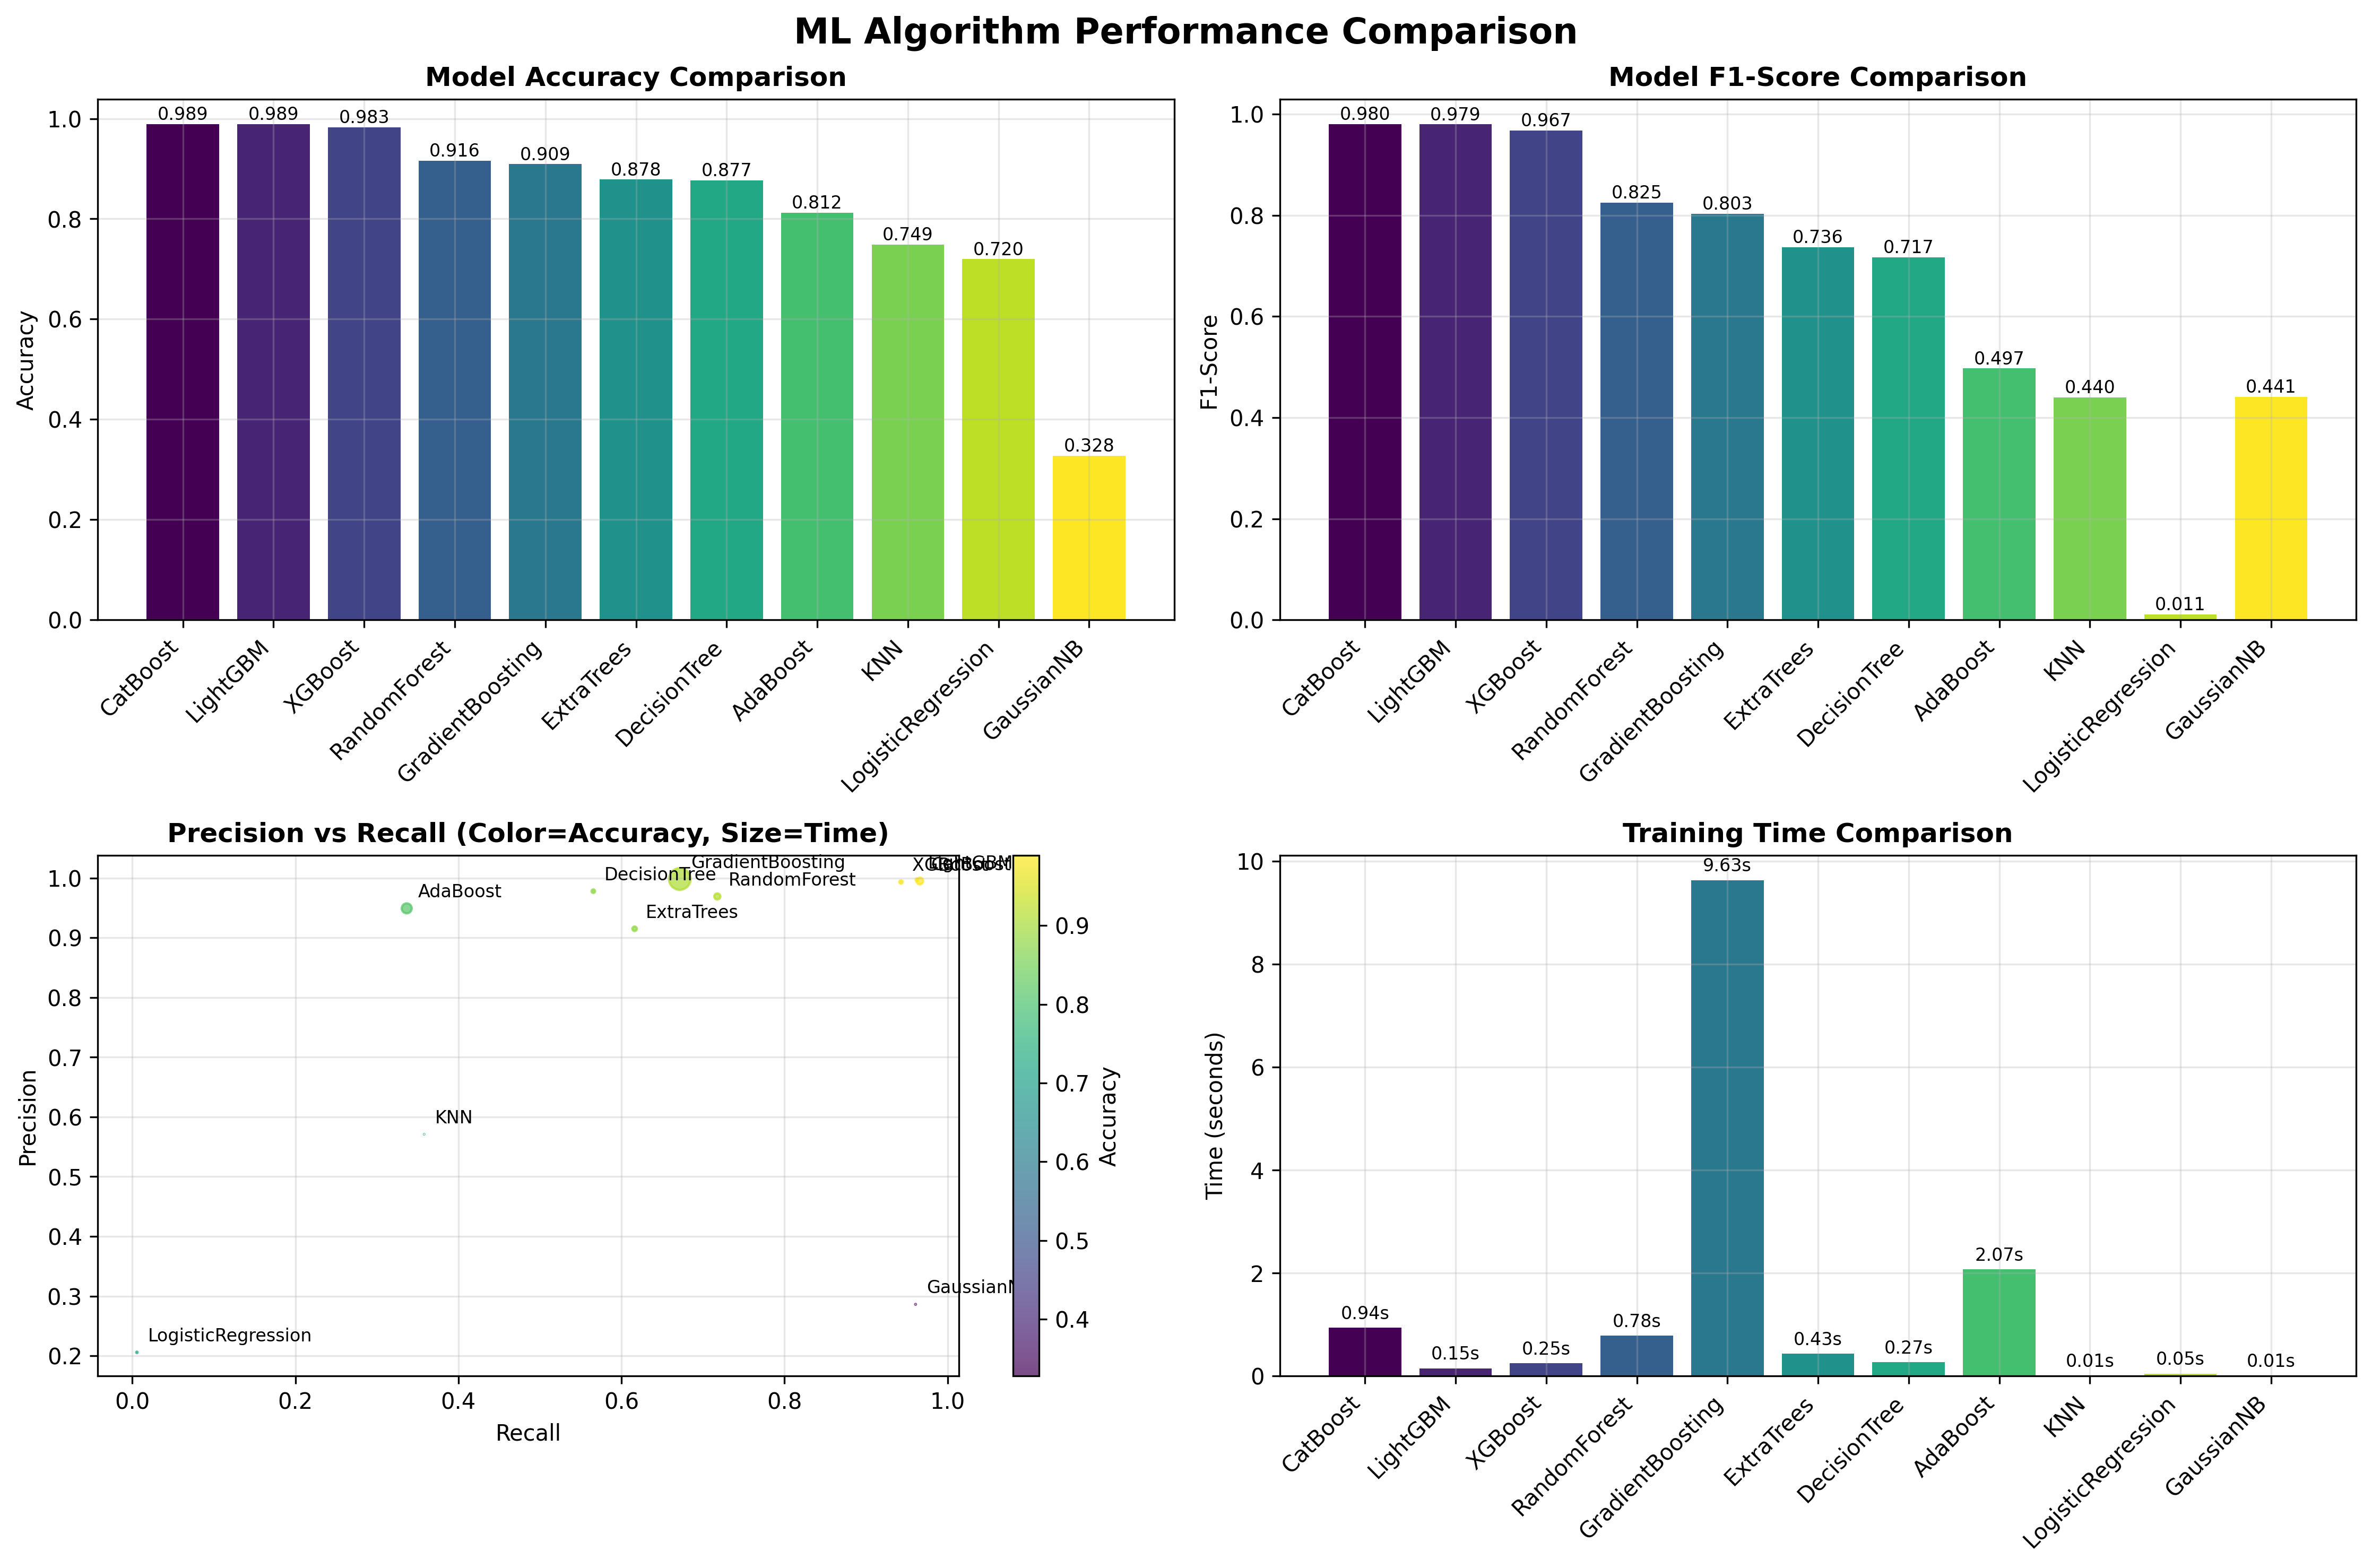 ML Algorithm Performance Comparison
Model Accuracy Comparison
Accuracy
1.0
0.8
0.6
0.4
0.2
0.0
0.989
0.989
0.983
0.916
0.909
0.878
0.877
0.812
0.749
0.720
0.328
CatBoost
LightGBM
XGBoost
RandomForest
GradientBoosting
ExtraTrees
DecisionTree
AdaBoost
KNN
LogisticRegression
GaussianNB
Model F1-Score Comparison
F1-Score
1.0
0.8
0.6
0.4
0.2
0.0
0.980
0.979
0.967
0.825
0.803
0.736
0.717
0.497
0.440
0.011
0.441
CatBoost
LightGBM
XGBoost
RandomForest
GradientBoosting
ExtraTrees
DecisionTree
AdaBoost
KNN
LogisticRegression
GaussianNB
Precision vs Recall (Color=Accuracy, Size=Time)
Precision
1.0
0.9
0.8
0.7
0.6
0.5
0.4
0.3
0.2
GradientBoosting
DecisionTree
RandomForest
AdaBoost
ExtraTrees
KNN
LogisticRegression
0.0
0.2
0.4
0.6
0.8
1.0
Recall
0.9
0.8
0.7
0.6
0.5
0.4
Accuracy
Training Time Comparison
Time (seconds)
10
8
6
4
2
0
0.94s
0.15s
0.25s
0.78s
9.63s
0.43s
0.27s
2.07s
0.01s
0.05s
0.01s
CatBoost
LightGBM
XGBoost
RandomForest
GradientBoosting
ExtraTrees
DecisionTree
AdaBoost
KNN
LogisticRegression
GaussianNB